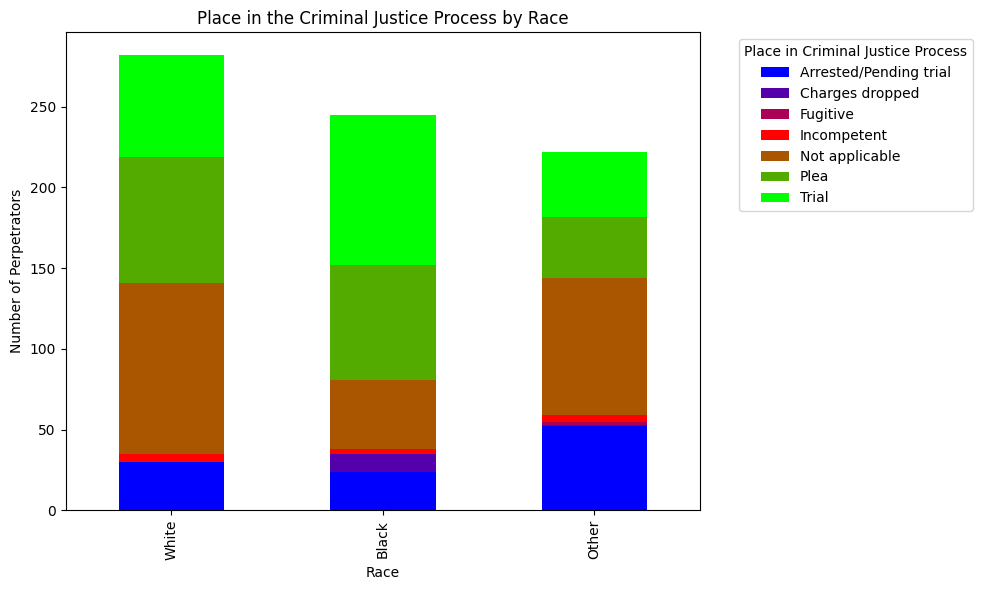 Place in the Criminal Justice Process by Race
Number of Perpetrators
250
200
150
100
50
0
White
Black
Other
Race
Place in Criminal Justice Process
Arrested/Pending trial
Charges dropped
Fugitive
Incompetent
Not applicable
Plea
Trial